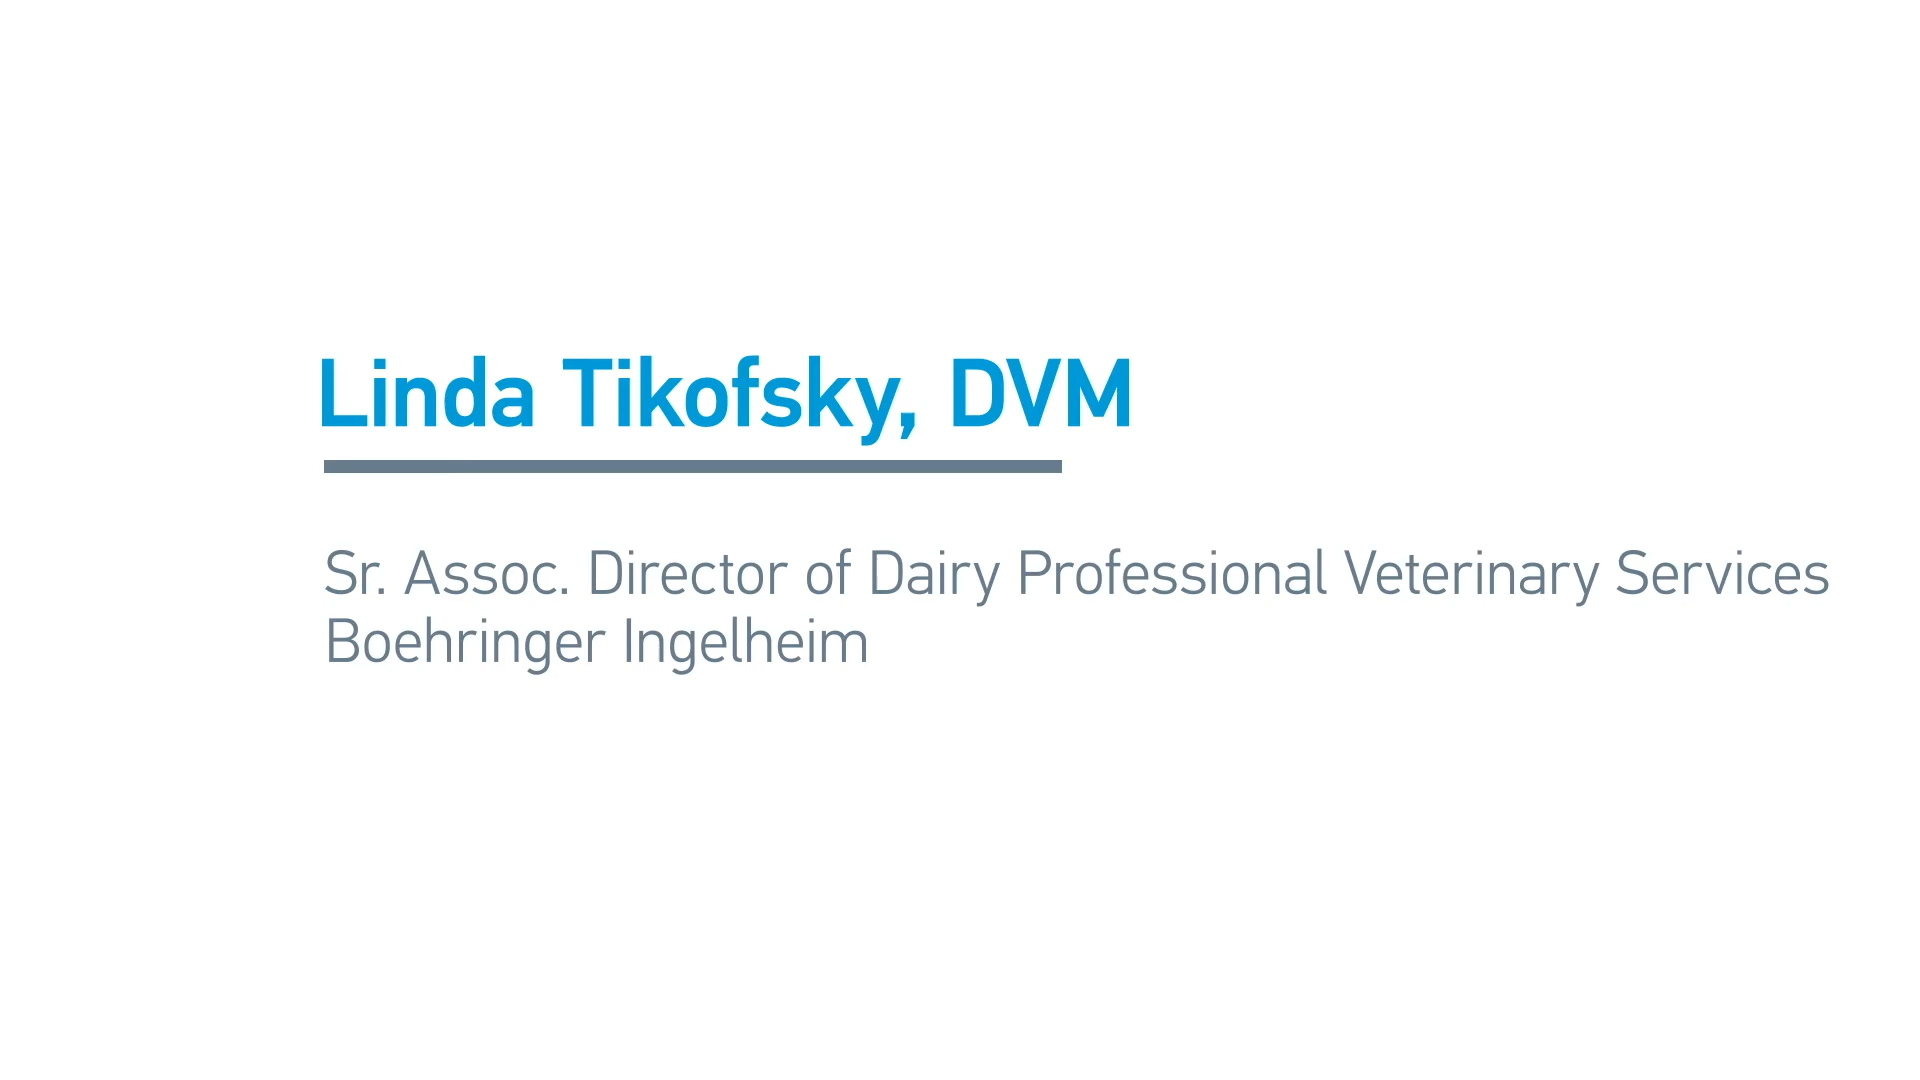 Linda Tikofsky, DVM
Sr. Assoc. Director of Dairy Professional Veterinary Services
Boehringer Ingelheim